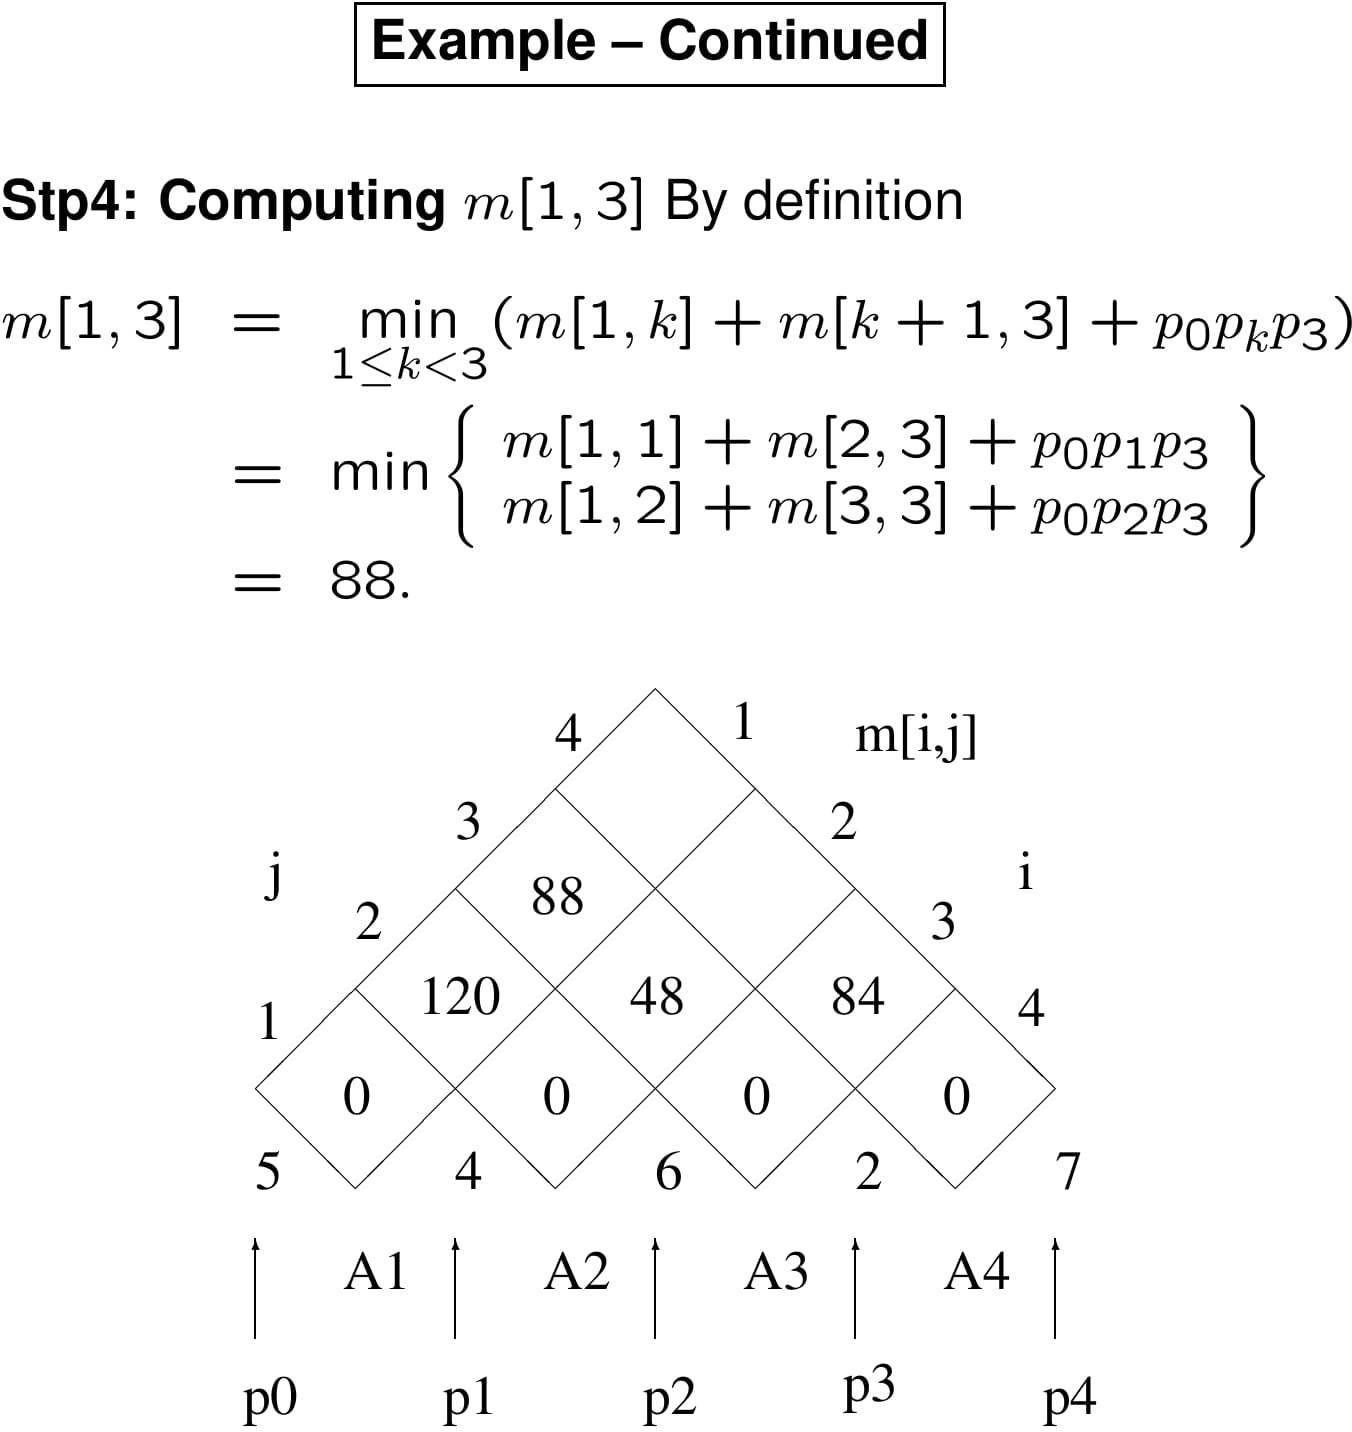 Example – Continued
Stp4: Computing m[1, 3] By definition
m[1, 3] = min (m[1, k] + m[k + 1, 3] + p0pkp3)
1≤k<3
= min { m[1, 1] + m[2, 3] + p0p1p3
m[1, 2] + m[3, 3] + p0p2p3 }
= 88.
4 1 m[i,j]
3 2
j 88 i
2 3
120 48 84
1 4
0 0 0 0
5 4 6 2 7
A1 A2 A3 A4
p0 p1 p2 p3 p4